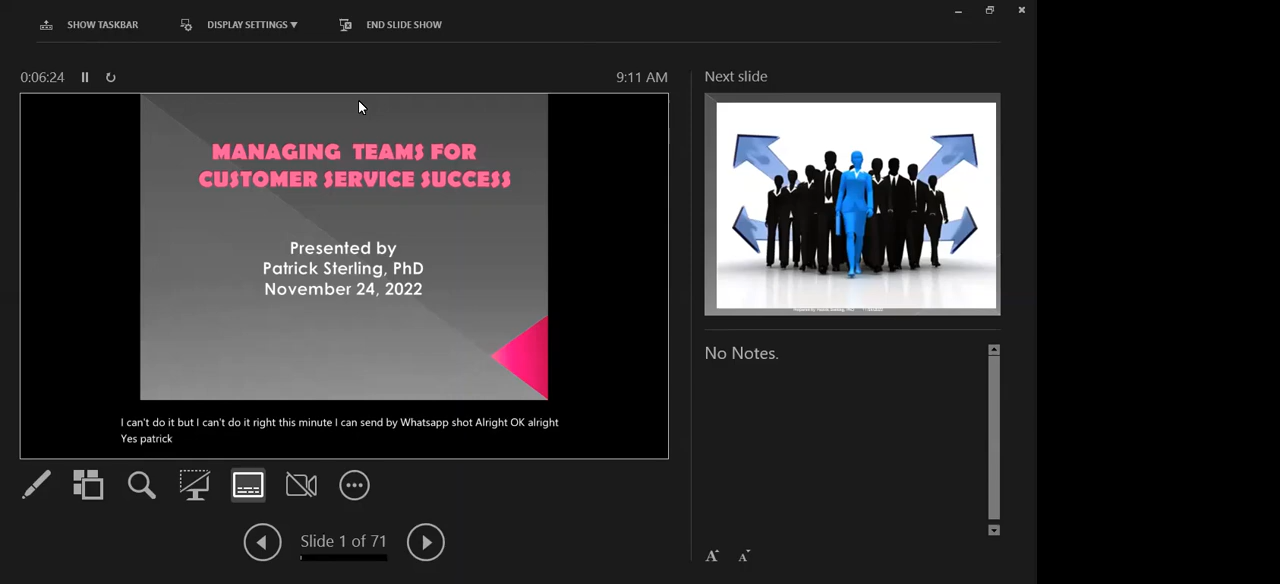 SHOW TASKBAR
DISPLAY SETTINGS ▼
END SLIDE SHOW
0:06:24
9:11 AM
MANAGING TEAMS FOR
CUSTOMER SERVICE SUCCESS
Presented by
Patrick Sterling, PhD
November 24, 2022
I can't do it but I can't do it right this minute I can send by Whatsapp shot Alright OK alright
Yes patrick
Slide 1 of 71
Next slide
No Notes.
A
A